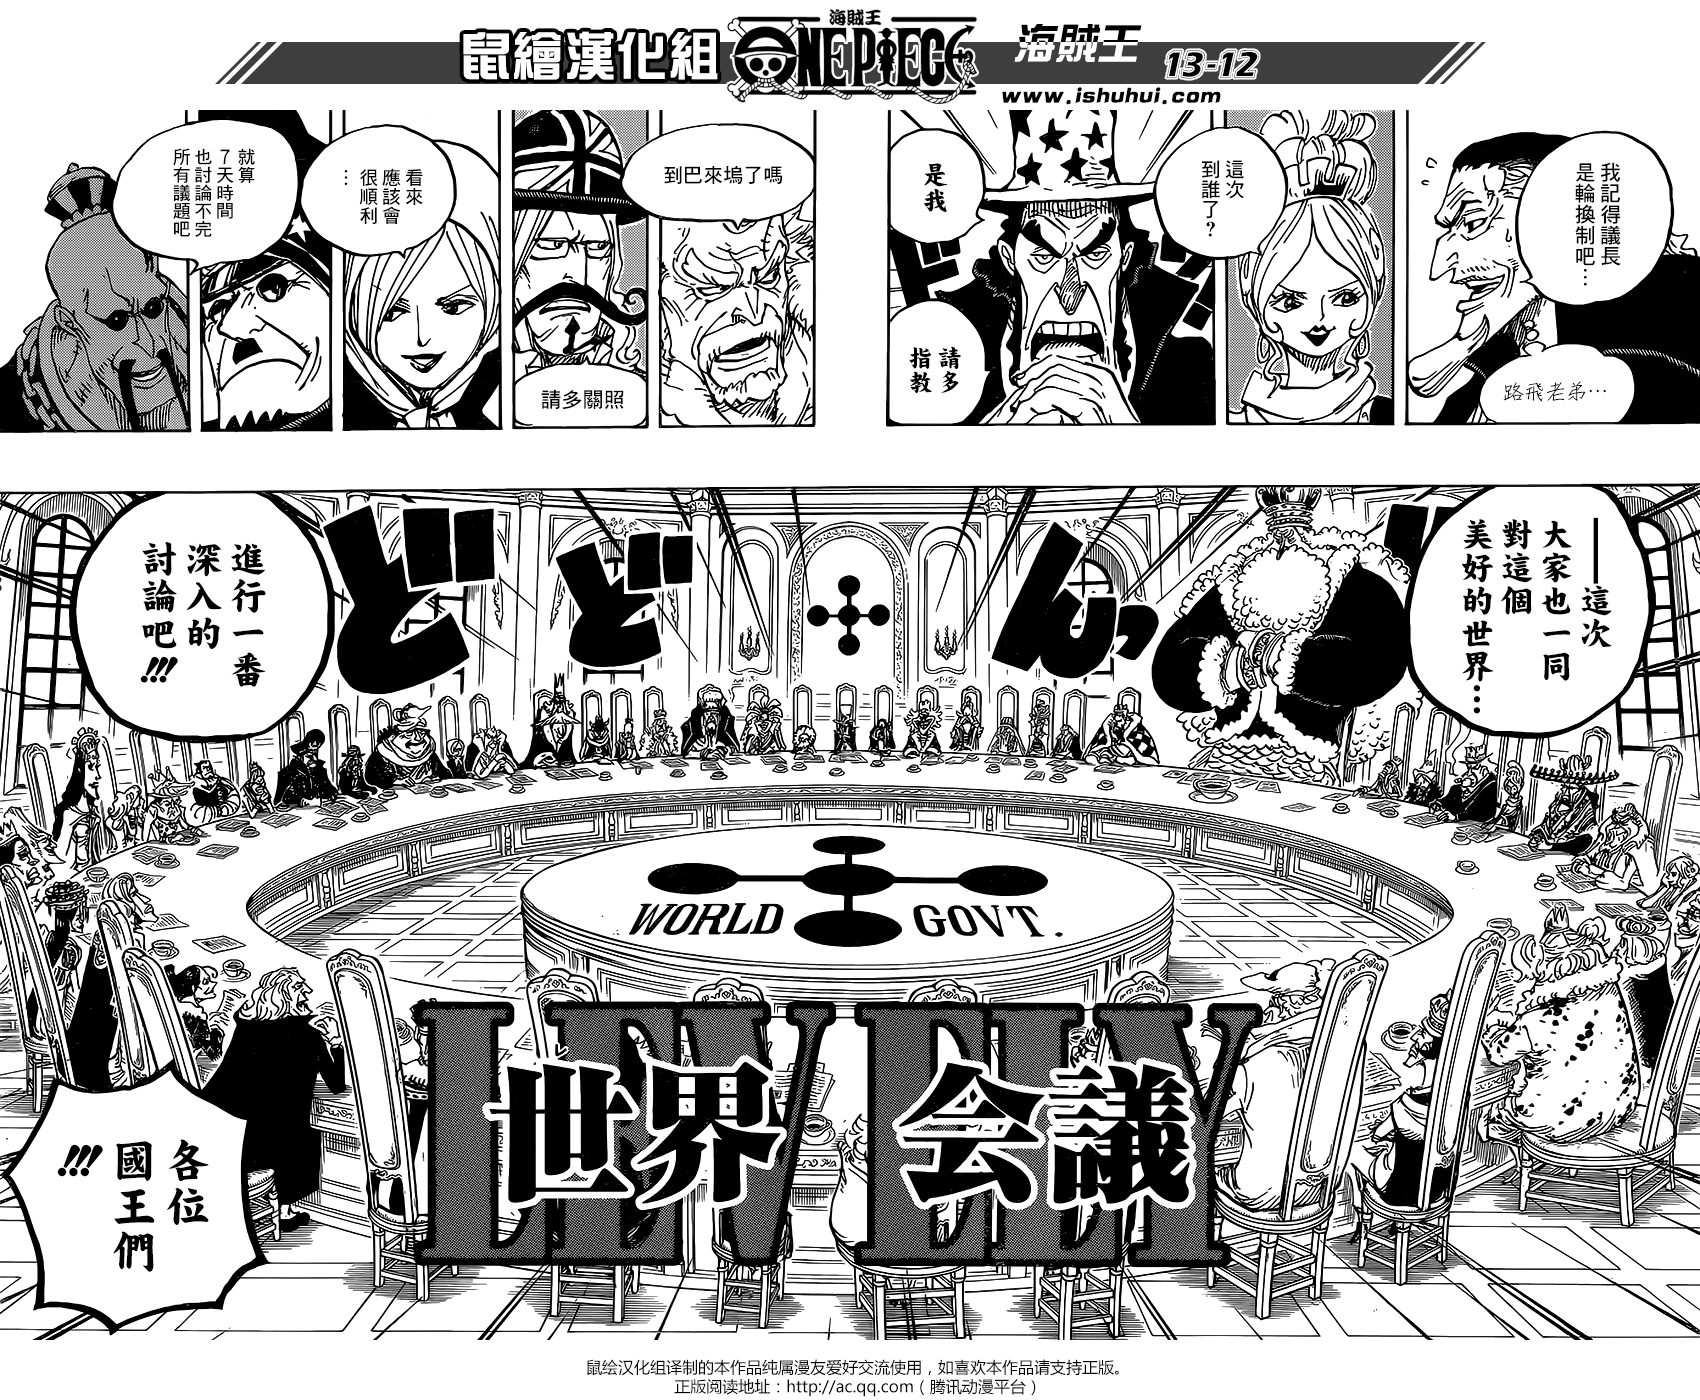 鼠繪漢化組
海賊王
ONE PIECE
海賊王
13-12
www.ishuhui.com
我記得議長
是輪換制吧…
路飛老弟…
這次
到誰了？
是我
請多
指教
ドドン
到巴來塢了嗎
請多關照
看來
應該會
很順利
…
就算
7天時間
也討論不完
所有議題吧
——這次
大家也一同
對這個
美好的世界…
どどんっ
進行一番
深入的
討論吧!!!
WORLD GOVT.
LEVELY
世界会議
各位
國王們
!!!
鼠绘汉化组译制的本作品纯属漫友爱好交流使用，如喜欢本作品请支持正版。
正版阅读地址：http://ac.qq.com（腾讯动漫平台）